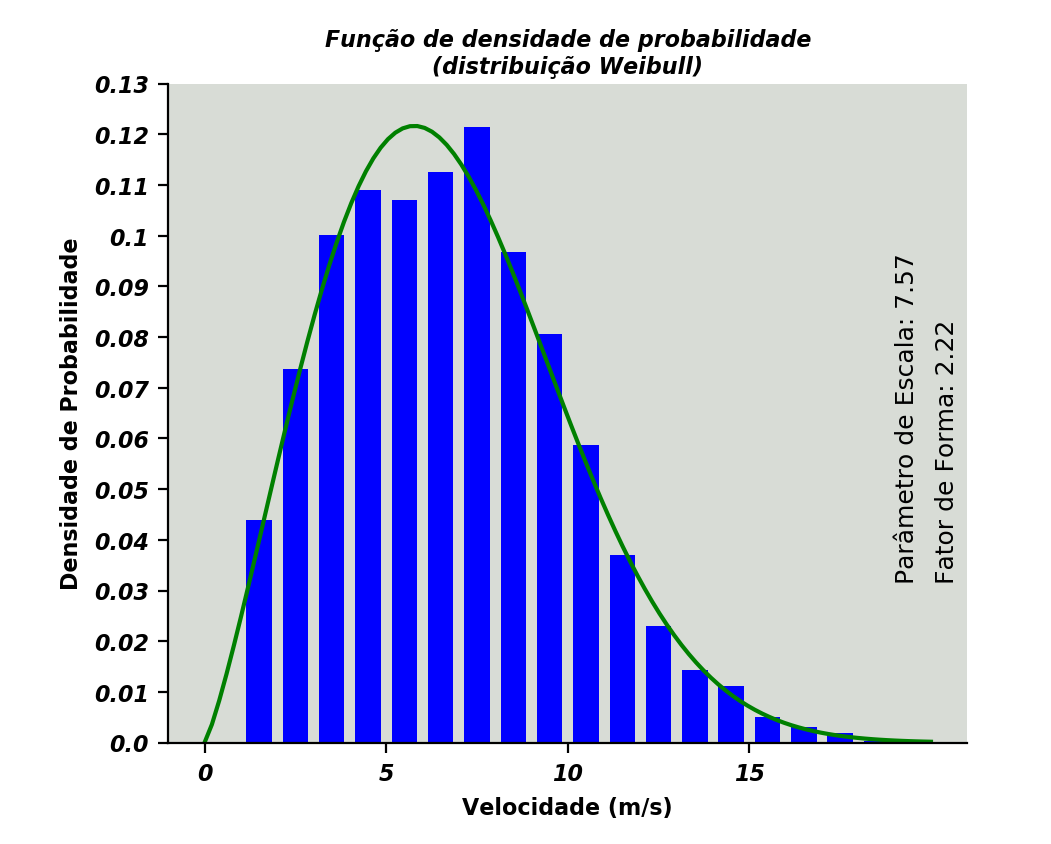 Função de densidade de probabilidade
(distribuição Weibull)
0.13
0.12
0.11
0.1
0.09
0.08
0.07
0.06
0.05
0.04
0.03
0.02
0.01
0.0
Densidade de Probabilidade
Parâmetro de Escala: 7.57
Fator de Forma: 2.22
0 5 10 15
Velocidade (m/s)